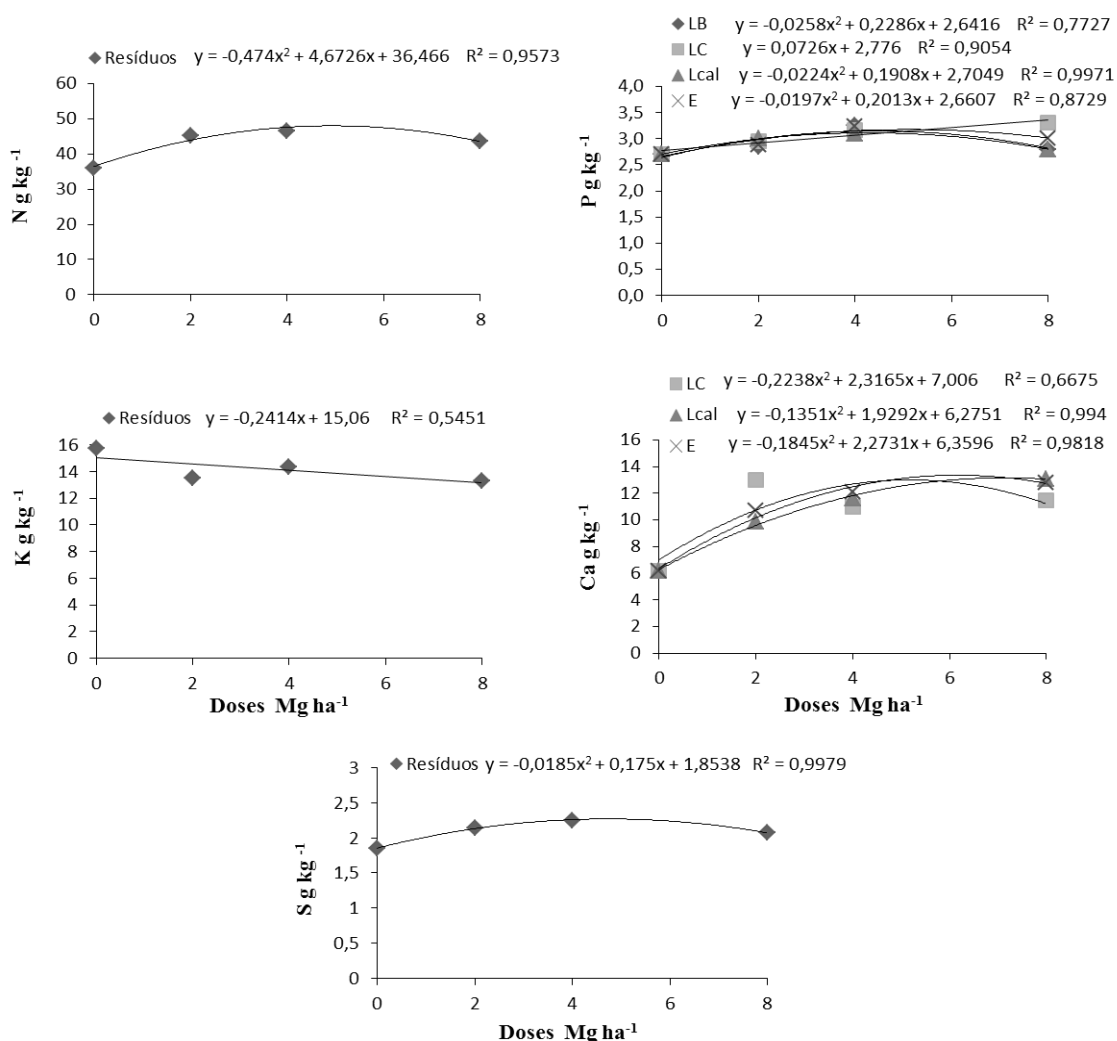 Resíduos y = -0,474x² + 4,6726x + 36,466 R² = 0,9573
60
50
40
30
20
10
0
0 2 4 6 8
N g kg -1
LB y = -0,0258x² + 0,2286x + 2,6416 R² = 0,7727
LC y = 0,0726x + 2,776 R² = 0,9054
Lcal y = -0,0224x² + 0,1908x + 2,7049 R² = 0,9971
E y = -0,0197x² + 0,2013x + 2,6607 R² = 0,8729
4,0
3,5
3,0
2,5
2,0
1,5
1,0
0,5
0,0
0 2 4 6 8
P g kg -1
Resíduos y = -0,2414x + 15,06 R² = 0,5451
16
14
12
10
8
6
4
2
0
0 2 4 6 8
K g kg -1
Doses Mg ha-1
LC y = -0,2238x² + 2,3165x + 7,006 R² = 0,6675
Lcal y = -0,1351x² + 1,9292x + 6,2751 R² = 0,994
E y = -0,1845x² + 2,2731x + 6,3596 R² = 0,9818
16
14
12
10
8
6
4
2
0
0 2 4 6 8
Ca g kg -1
Doses Mg ha-1
Resíduos y = -0,0185x² + 0,175x + 1,8538 R² = 0,9979
3
2,5
2
1,5
1
0,5
0
0 2 4 6 8
S g kg -1
Doses Mg ha-1